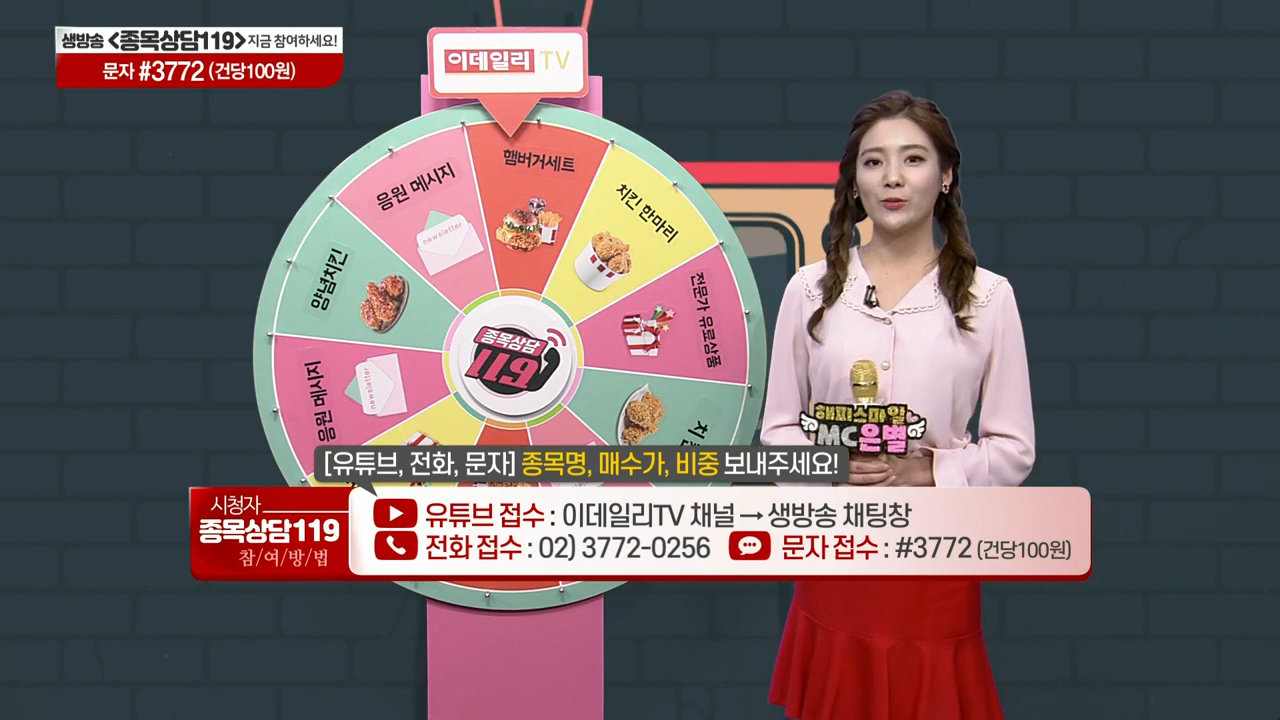 생방송 <종목상담119> 지금 참여하세요!
문자 #3772 (건당100원)
이데일리 TV
햄버거세트
응원 메시지
newsletter
치킨 한마리
양념치킨
전문가 유료상품
종목상담
119
응원 메시지
newsletter
해피스마일
MC은별
[유튜브, 전화, 문자] 종목명, 매수가, 비중 보내주세요!
시청자
종목상담119
참/여/방/법
유튜브 접수 : 이데일리TV 채널 → 생방송 채팅창
전화 접수 : 02) 3772-0256
문자 접수 : #3772 (건당100원)